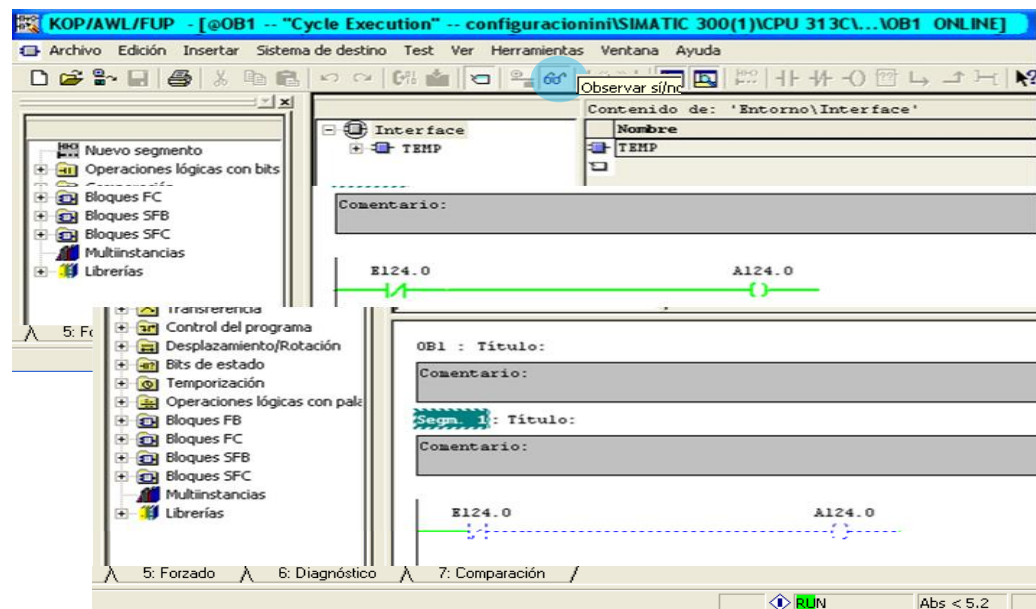 KOP/AWL/FUP - [@OB1 -- "Cycle Execution" -- configuracionini\SIMATIC 300(1)\CPU 313C\...\OB1 ONLINE]
Archivo Edición Insertar Sistema de destino Test Ver Herramientas Ventana Ayuda
Observar sí/no
Contenido de: 'Entorno\Interface'
Interface
Nombre
TEMP
TEMP
Nuevo segmento
Operaciones lógicas con bits
Bloques FC
Bloques SFB
Bloques SFC
Multiinstancias
Librerías
Comentario:
E124.0 A124.0
5: Fo
Transferencia
Control del programa
Desplazamiento/Rotación
Bits de estado
Temporización
Operaciones lógicas con pala
Bloques FB
Bloques FC
Bloques SFB
Bloques SFC
Multiinstancias
Librerías
OB1 : Título:
Comentario:
Segm. 1: Título:
Comentario:
E124.0 A124.0
5: Forzado 6: Diagnóstico 7: Comparación
RUN Abs < 5.2